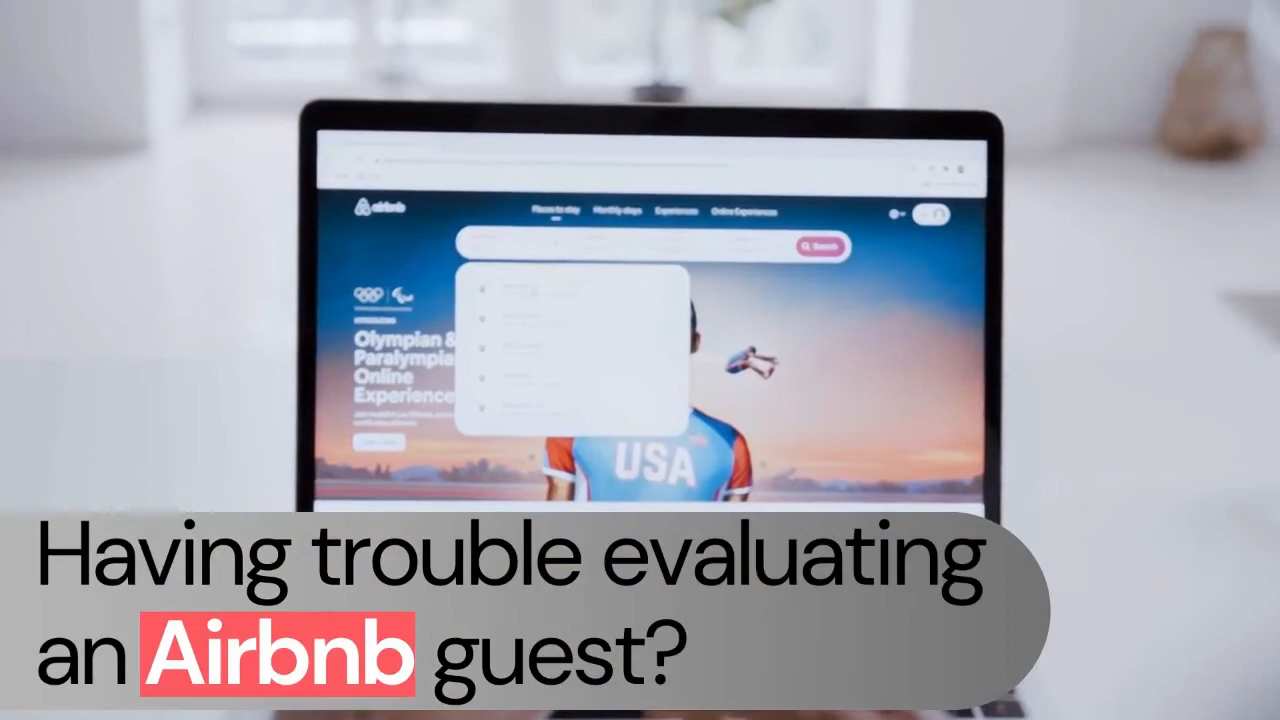 airbnb
Places to stay Monthly stays Experiences Online Experiences
Search
Olympian &
Paralympia
Online
Experience
USA
Having trouble evaluating
an Airbnb guest?